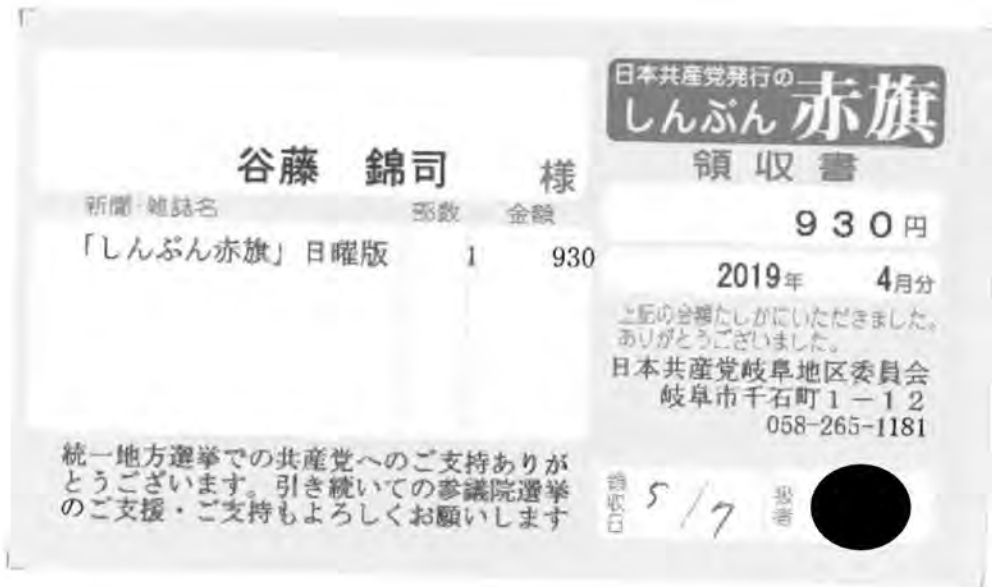 谷藤 錦司 様
新聞・雑誌名 部数 金額
「しんぶん赤旗」日曜版 1 930
統一地方選挙での共産党へのご支持ありが
とうございます。引き続いての参議院選挙
のご支援・ご支持もよろしくお願いします
日本共産党発行の
しんぶん赤旗
領収書
930円
2019年 4月分
上記の金額たしかにいただきました。
ありがとうございました。
日本共産党岐阜地区委員会
岐阜市千石町1-12
058-265-1181
領収日 5/7 扱者